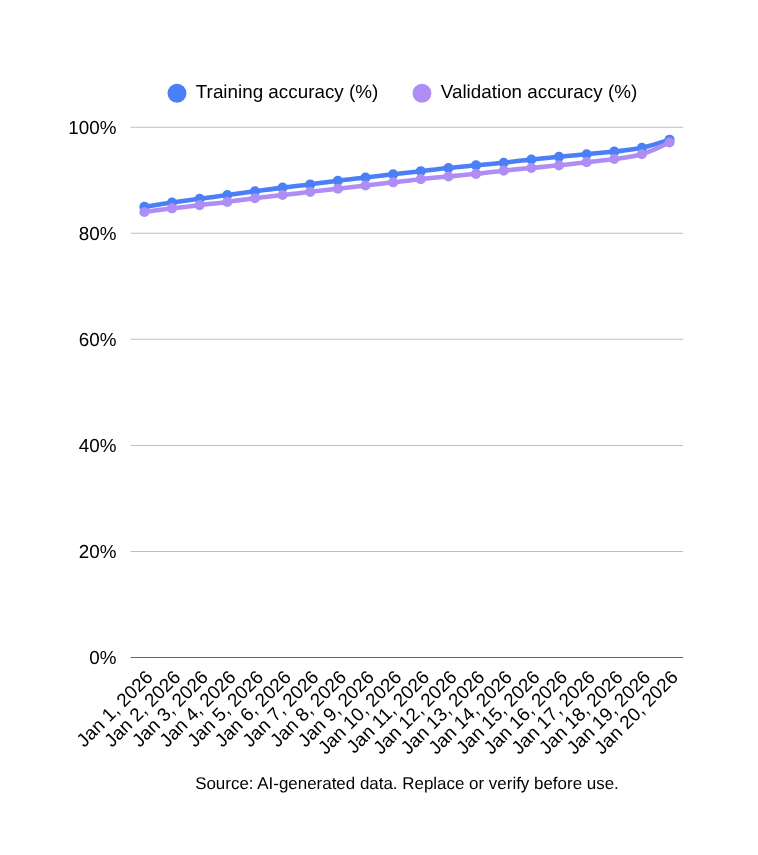 Training accuracy (%) Validation accuracy (%)
100%
80%
60%
40%
20%
0%
Jan 1, 2026
Jan 2, 2026
Jan 3, 2026
Jan 4, 2026
Jan 5, 2026
Jan 6, 2026
Jan 7, 2026
Jan 8, 2026
Jan 9, 2026
Jan 10, 2026
Jan 11, 2026
Jan 12, 2026
Jan 13, 2026
Jan 14, 2026
Jan 15, 2026
Jan 16, 2026
Jan 17, 2026
Jan 18, 2026
Jan 19, 2026
Jan 20, 2026
Source: AI-generated data. Replace or verify before use.